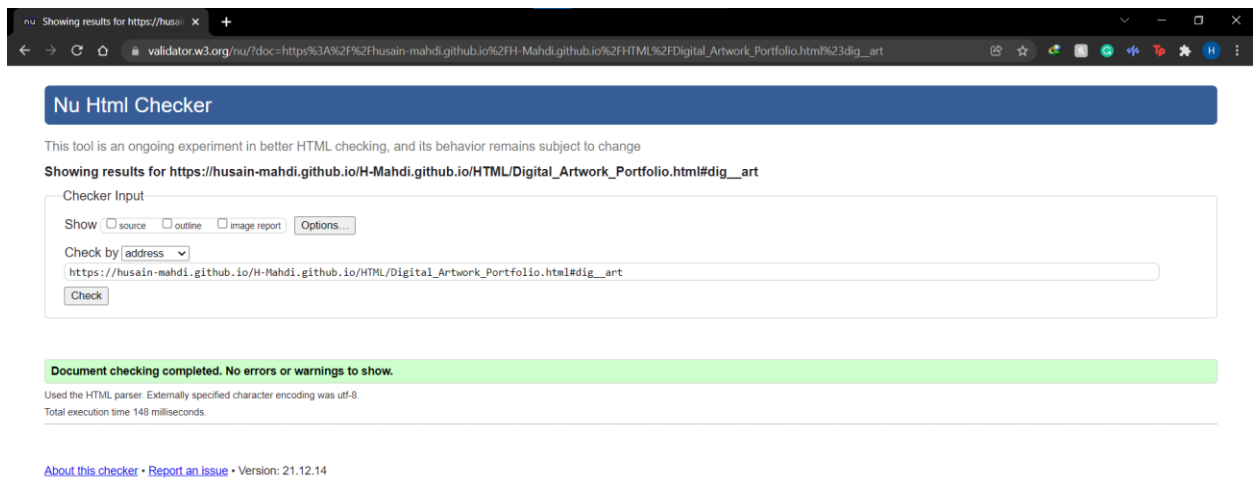 nu Showing results for https://husai
validator.w3.org/nu/?doc=https%3A%2F%2Fhusain-mahdi.github.io%2FH-Mahdi.github.io%2FHTML%2FDigital_Artwork_Portfolio.html%23dig__art
G Tp H
Nu Html Checker
This tool is an ongoing experiment in better HTML checking, and its behavior remains subject to change
Showing results for https://husain-mahdi.github.io/H-Mahdi.github.io/HTML/Digital_Artwork_Portfolio.html#dig__art
Checker Input
Show source outline image report Options...
Check by address
https://husain-mahdi.github.io/H-Mahdi.github.io/HTML/Digital_Artwork_Portfolio.html#dig__art
Check
Document checking completed. No errors or warnings to show.
Used the HTML parser. Externally specified character encoding was utf-8.
Total execution time 148 milliseconds.
About this checker • Report an issue • Version: 21.12.14